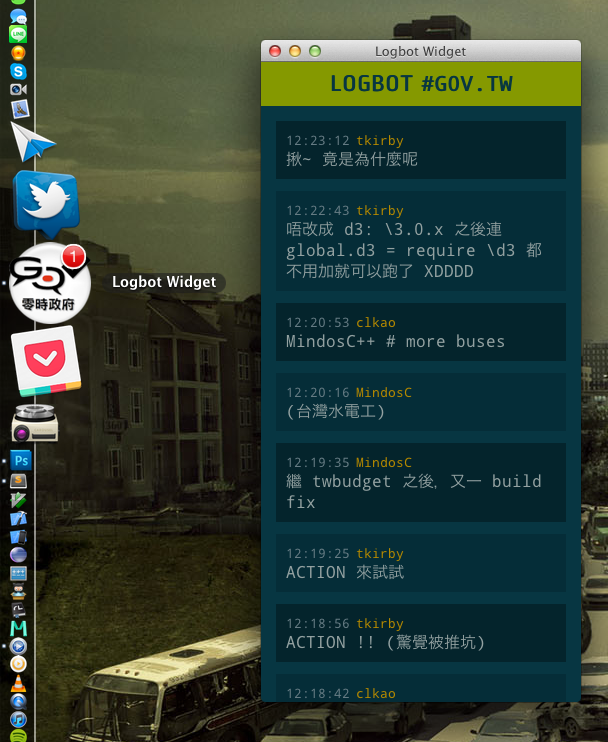 Logbot Widget
LOGBOT #G0V.TW
12:23:12 tkirby
揪~ 竟是為什麼呢
12:22:43 tkirby
唔改成 d3: \3.0.x 之後連
global.d3 = require \d3 都
不用加就可以跑了 XDDDD
12:20:53 clkao
MindosC++ # more buses
12:20:16 MindosC
(台灣水電工)
12:19:35 MindosC
繼 twbudget 之後, 又一 build
fix
12:19:25 tkirby
ACTION 來試試
12:18:56 tkirby
ACTION !! (驚覺被推坑)
12:18:42 clkao
LINE
1
G0V
零時政府
Logbot Widget
Ps